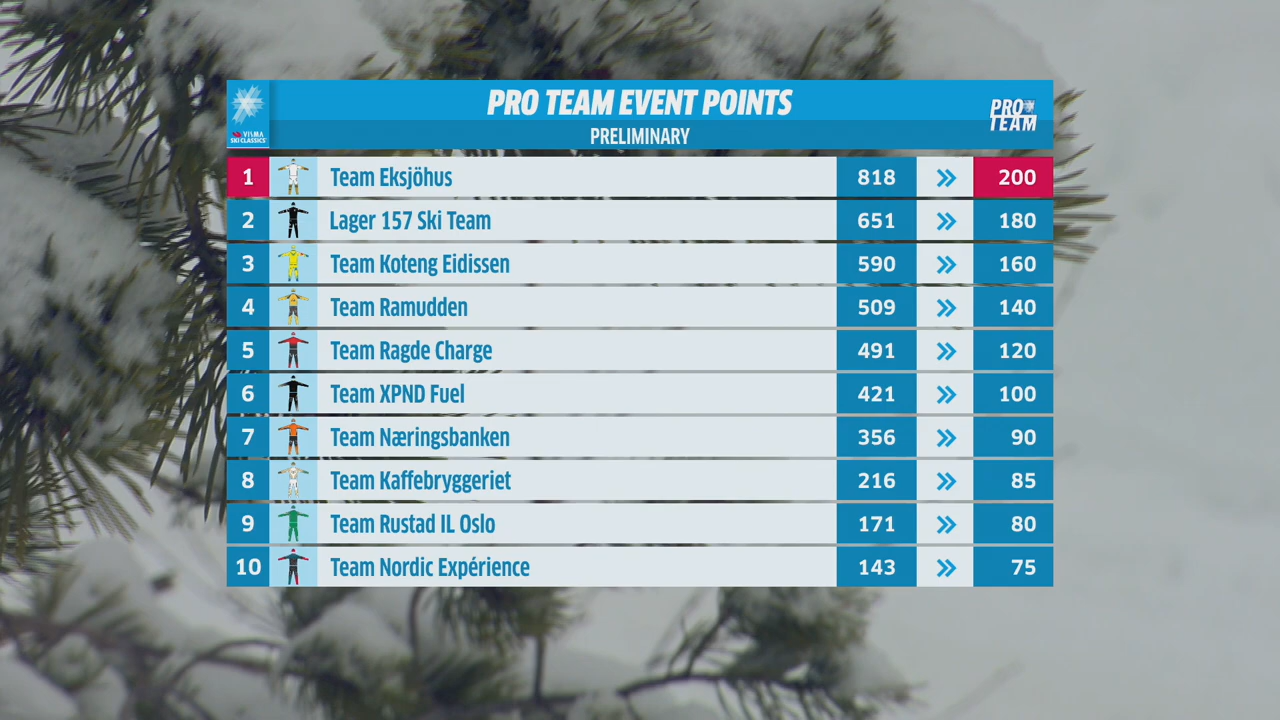 PRO TEAM EVENT POINTS
PRELIMINARY
VISMA
SKI CLASSICS
PRO
TEAM
1 Team Eksjöhus 818 200
2 Lager 157 Ski Team 651 180
3 Team Koteng Eidissen 590 160
4 Team Ramudden 509 140
5 Team Ragde Charge 491 120
6 Team XPND Fuel 421 100
7 Team Næringsbanken 356 90
8 Team Kaffebryggeriet 216 85
9 Team Rustad IL Oslo 171 80
10 Team Nordic Expérience 143 75